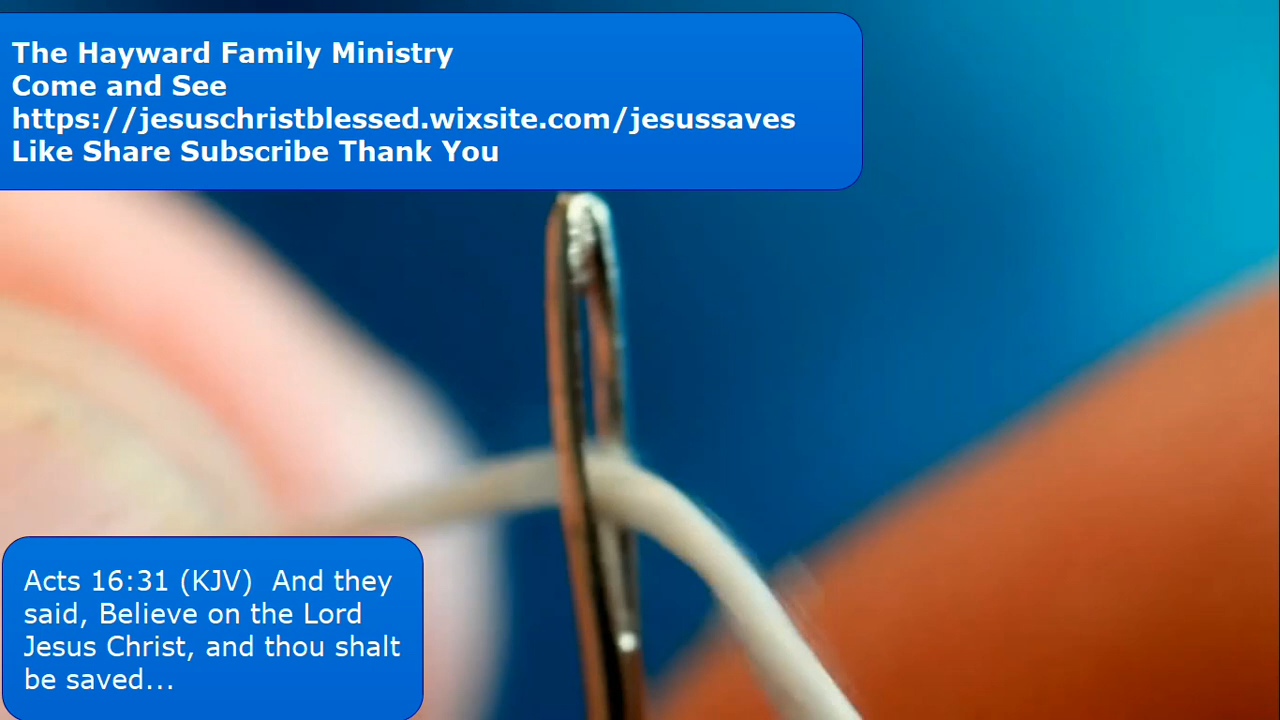 The Hayward Family Ministry
Come and See
https://jesuschristblessed.wixsite.com/jesussaves
Like Share Subscribe Thank You
Acts 16:31 (KJV)  And they
said, Believe on the Lord
Jesus Christ, and thou shalt
be saved...